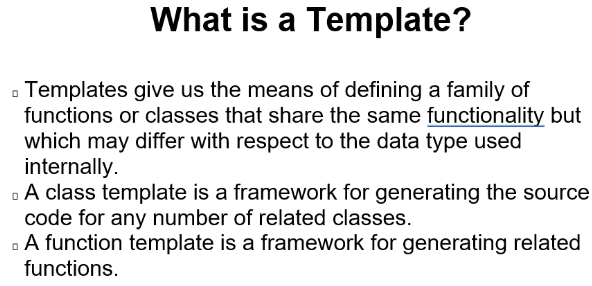 What is a Template?
Templates give us the means of defining a family of
functions or classes that share the same functionality but
which may differ with respect to the data type used
internally.
A class template is a framework for generating the source
code for any number of related classes.
A function template is a framework for generating related
functions.